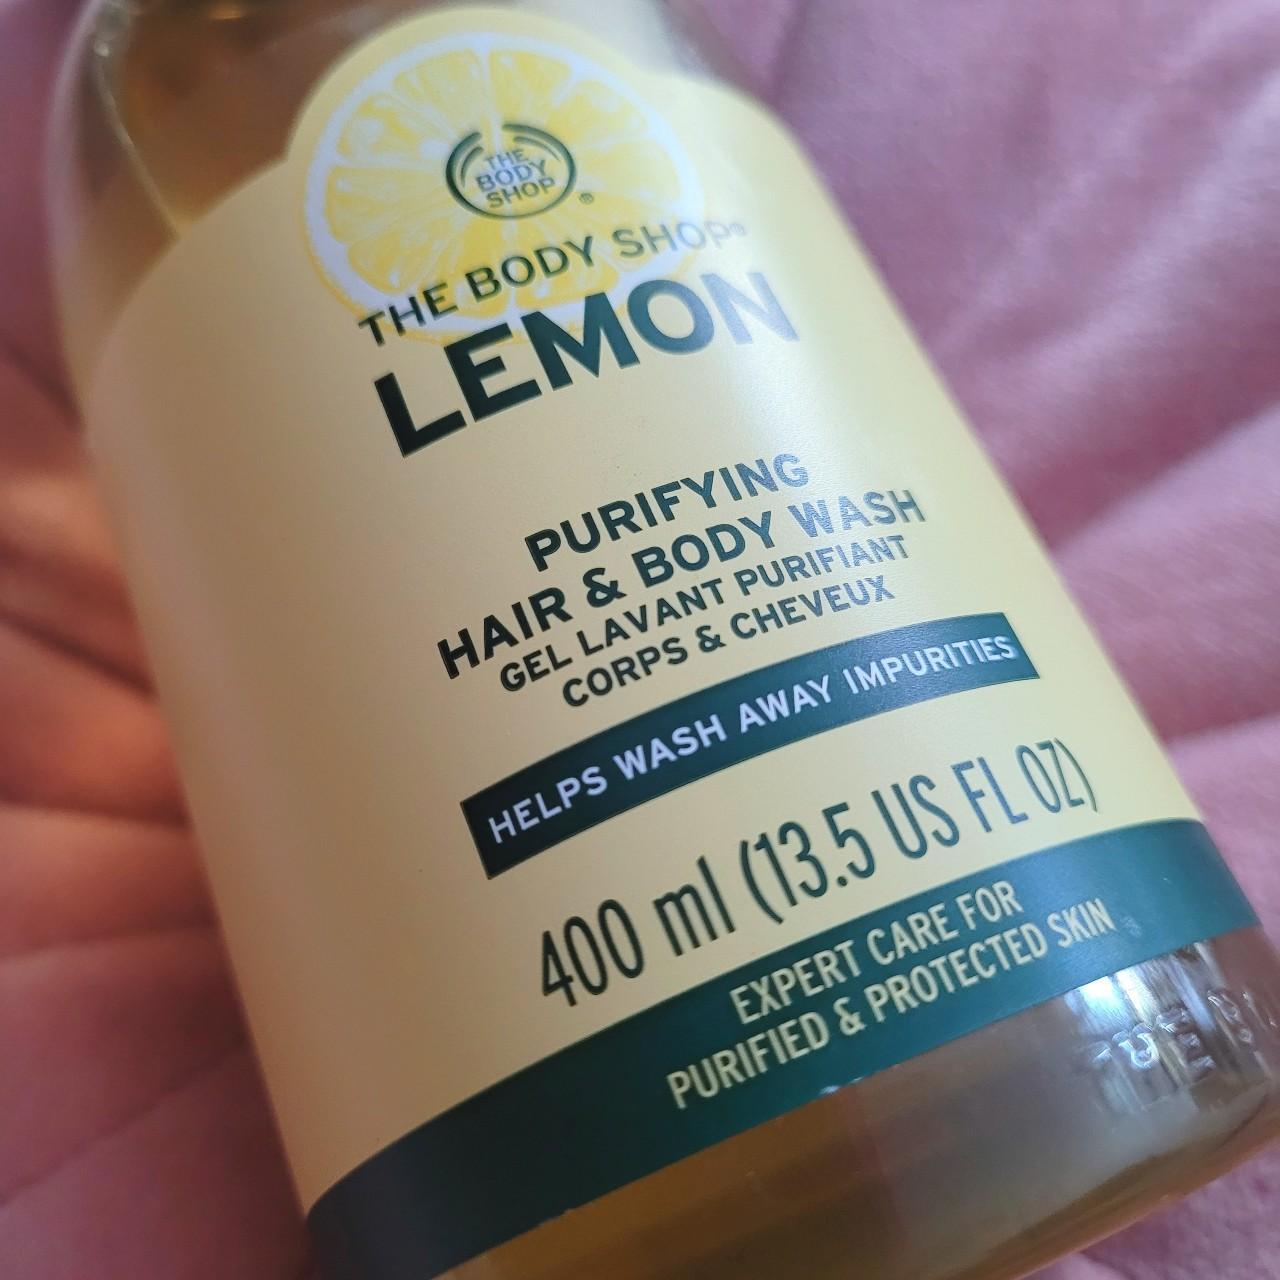 THE
BODY
SHOP
®
THE BODY SHOP®
LEMON
PURIFYING
HAIR & BODY WASH
GEL LAVANT PURIFIANT
CORPS & CHEVEUX
HELPS WASH AWAY IMPURITIES
400 ml (13.5 US FL OZ)
EXPERT CARE FOR
PURIFIED & PROTECTED SKIN